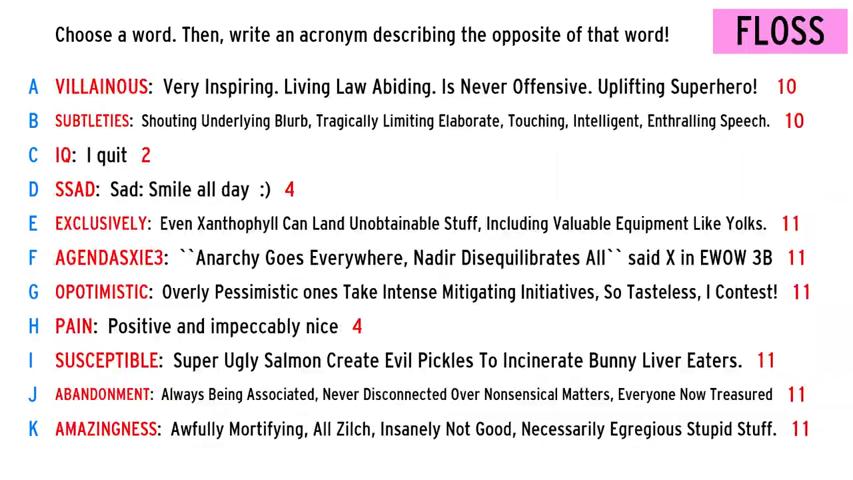 Choose a word. Then, write an acronym describing the opposite of that word!
FLOSS
A VILLAINOUS: Very Inspiring. Living Law Abiding. Is Never Offensive. Uplifting Superhero! 10
B SUBTLETIES: Shouting Underlying Blurb, Tragically Limiting Elaborate, Touching, Intelligent, Enthralling Speech. 10
C IQ: I quit 2
D SSAD: Sad: Smile all day :) 4
E EXCLUSIVELY: Even Xanthophyll Can Land Unobtainable Stuff, Including Valuable Equipment Like Yolks. 11
F AGENDASXIE3: ``Anarchy Goes Everywhere, Nadir Disequilibrates All`` said X in EWOW 3B 11
G OPOTIMISTIC: Overly Pessimistic ones Take Intense Mitigating Initiatives, So Tasteless, I Contest! 11
H PAIN: Positive and impeccably nice 4
I SUSCEPTIBLE: Super Ugly Salmon Create Evil Pickles To Incinerate Bunny Liver Eaters. 11
J ABANDONMENT: Always Being Associated, Never Disconnected Over Nonsensical Matters, Everyone Now Treasured 11
K AMAZINGNESS: Awfully Mortifying, All Zilch, Insanely Not Good, Necessarily Egregious Stupid Stuff. 11